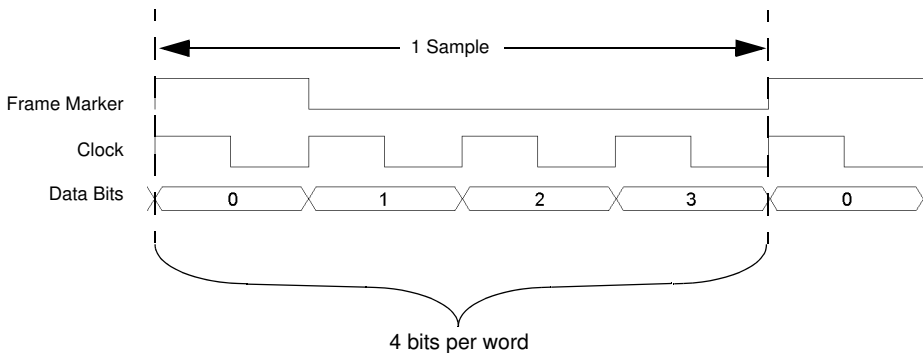 1 Sample
Frame Marker
Clock
Data Bits
0 1 2 3 0
4 bits per word